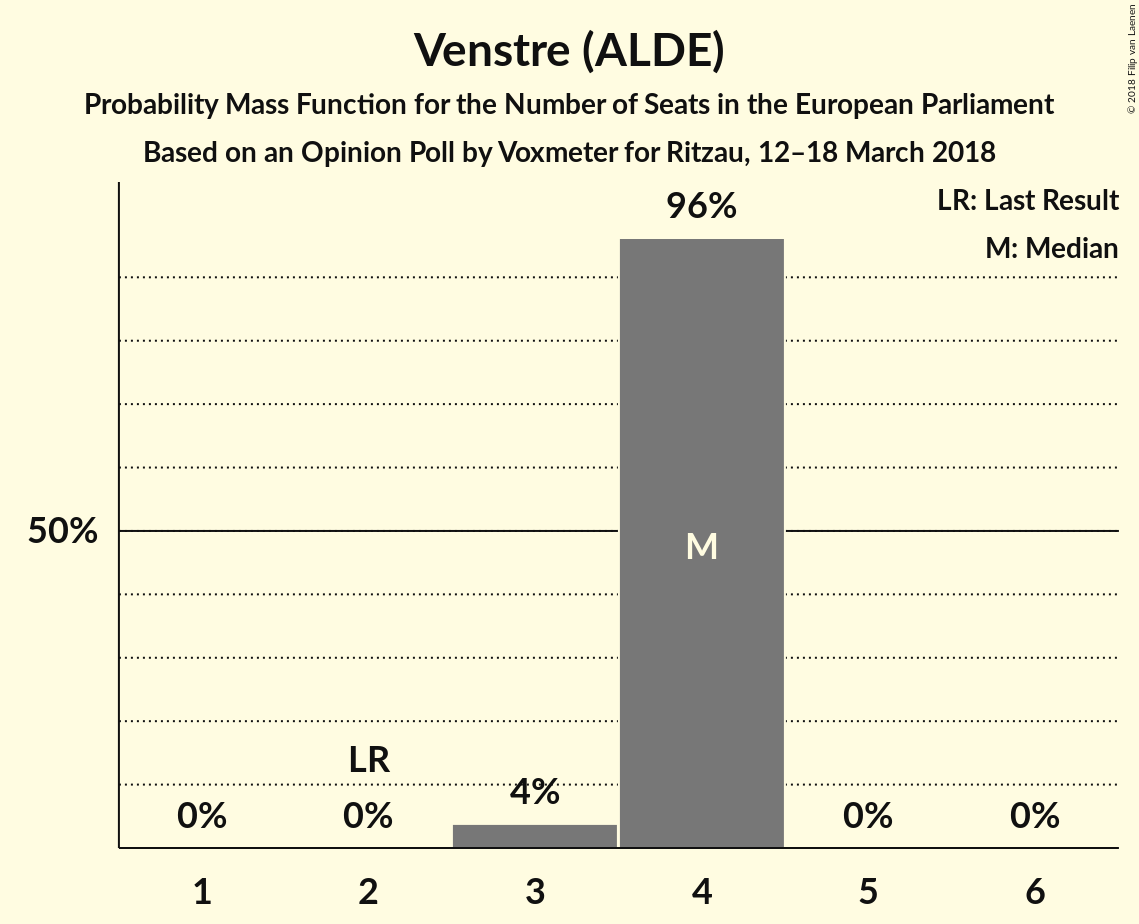 Venstre (ALDE)
Probability Mass Function for the Number of Seats in the European Parliament
Based on an Opinion Poll by Voxmeter for Ritzau, 12–18 March 2018
© 2018 Filip van Laenen
LR: Last Result
M: Median
96%
50%
M
LR
0%
0%
4%
0%
0%
1
2
3
4
5
6